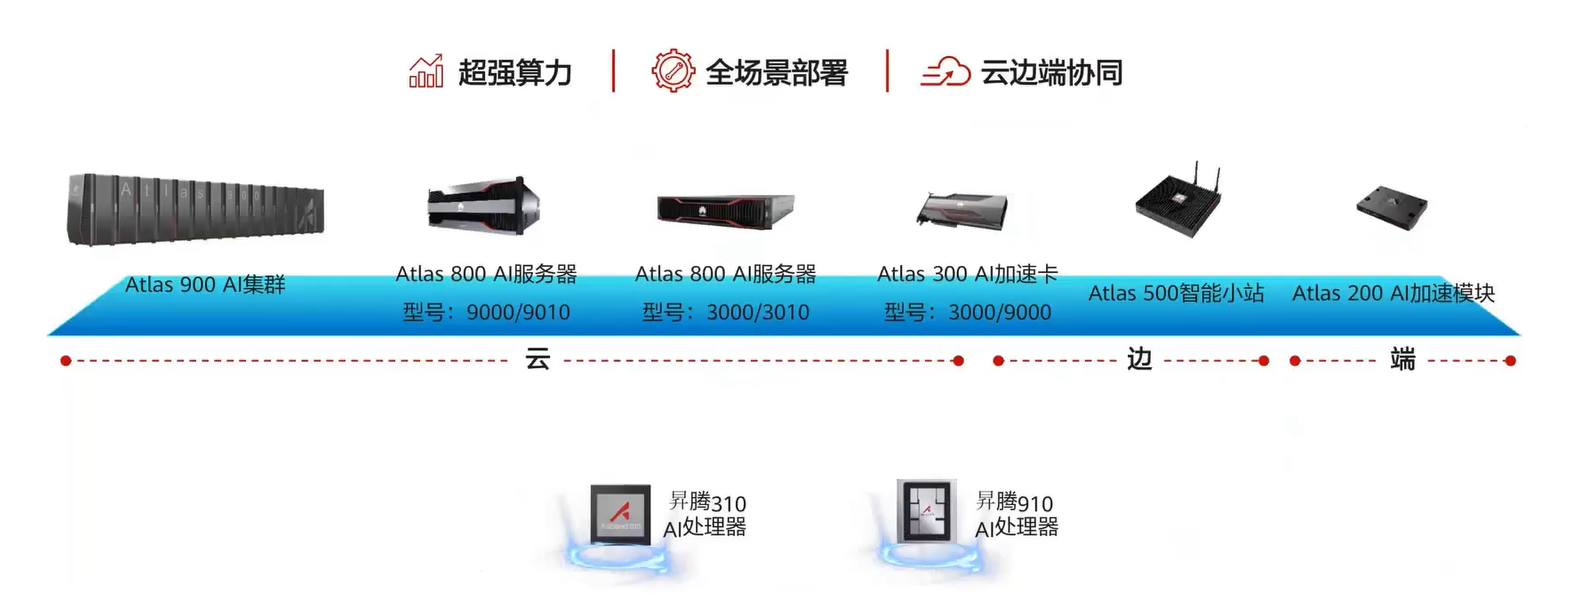 超强算力
全场景部署
云边端协同
Atlas 900
Atlas 900 AI集群
Atlas 800 AI服务器
型号：9000/9010
Atlas 800 AI服务器
型号：3000/3010
Atlas 300 AI加速卡
型号：3000/9000
Atlas 500智能小站
Atlas 200 AI加速模块
云
边
端
昇腾310
AI处理器
昇腾910
AI处理器